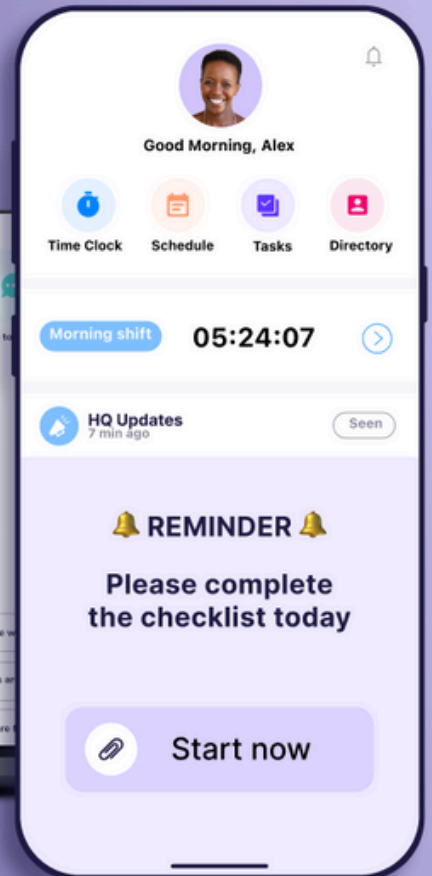 Good Morning, Alex
Time Clock Schedule Tasks Directory
Morning shift 05:24:07
HQ Updates
7 min ago
Seen
🔔 REMINDER 🔔
Please complete
the checklist today
Start now
to